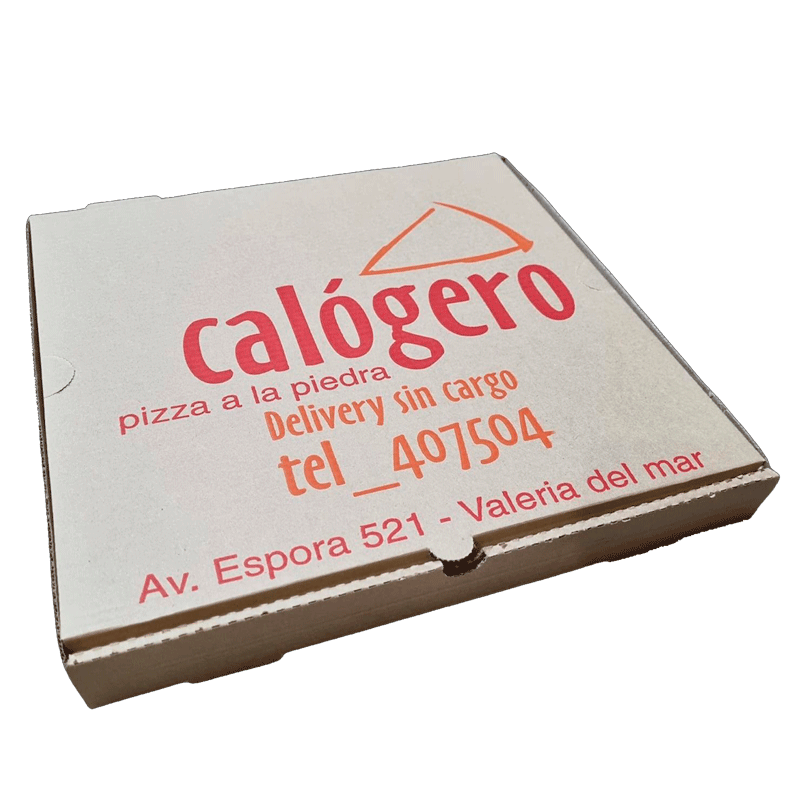 calógero
pizza a la piedra
Delivery sin cargo
tel_407504
Av. Espora 521 - Valeria del mar